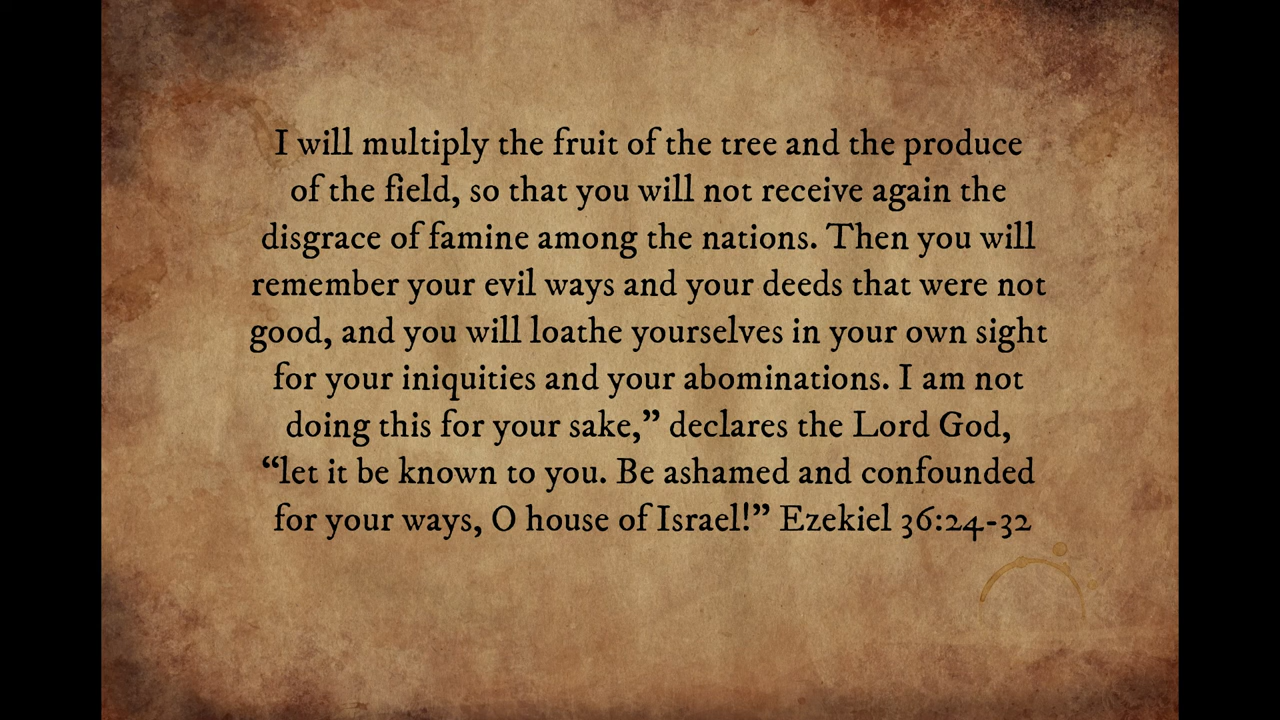 I will multiply the fruit of the tree and the produce
of the field, so that you will not receive again the
disgrace of famine among the nations. Then you will
remember your evil ways and your deeds that were not
good, and you will loathe yourselves in your own sight
for your iniquities and your abominations. I am not
doing this for your sake,” declares the Lord God,
“let it be known to you. Be ashamed and confounded
for your ways, O house of Israel!” Ezekiel 36:24-32